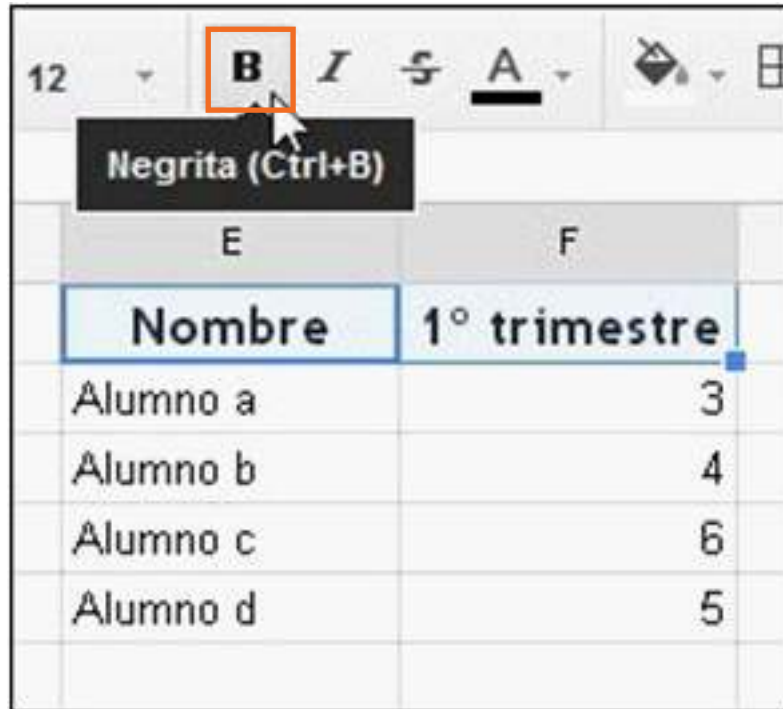 12 B I S A
Negrita (Ctrl+B)
E F
Nombre 1° trimestre
Alumno a 3
Alumno b 4
Alumno c 6
Alumno d 5